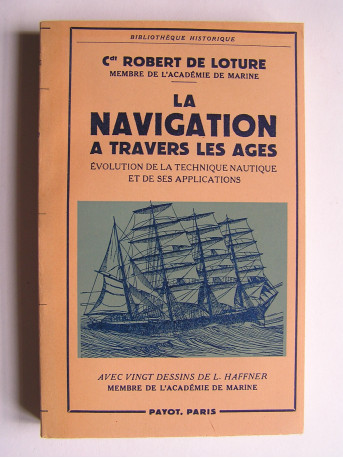 BIBLIOTHÈQUE HISTORIQUE
Cdt ROBERT DE LOTURE
MEMBRE DE L'ACADÉMIE DE MARINE
LA
NAVIGATION
A TRAVERS LES AGES
ÉVOLUTION DE LA TECHNIQUE NAUTIQUE
ET DE SES APPLICATIONS
AVEC VINGT DESSINS DE L. HAFFNER
MEMBRE DE L'ACADÉMIE DE MARINE
PAYOT, PARIS